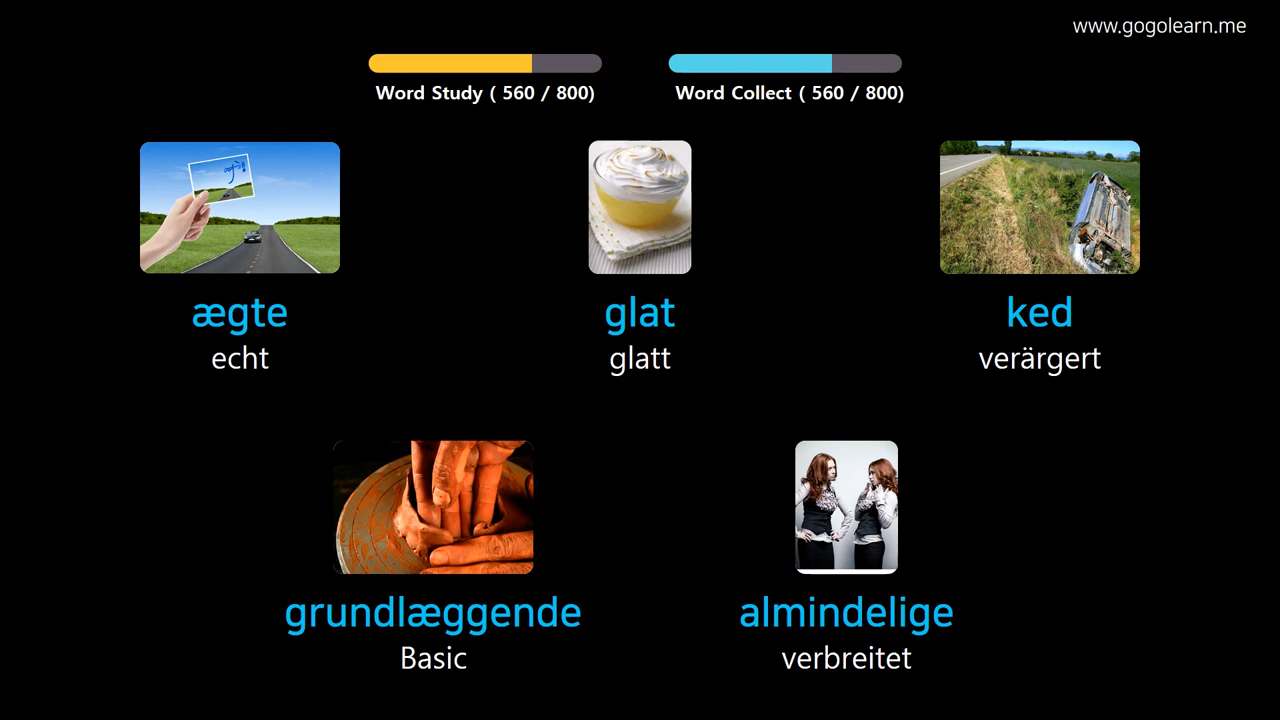 www.gogolearn.me
Word Study ( 560 / 800)
Word Collect ( 560 / 800)
ægte
echt
glat
glatt
ked
verärgert
grundlæggende
Basic
almindelige
verbreitet